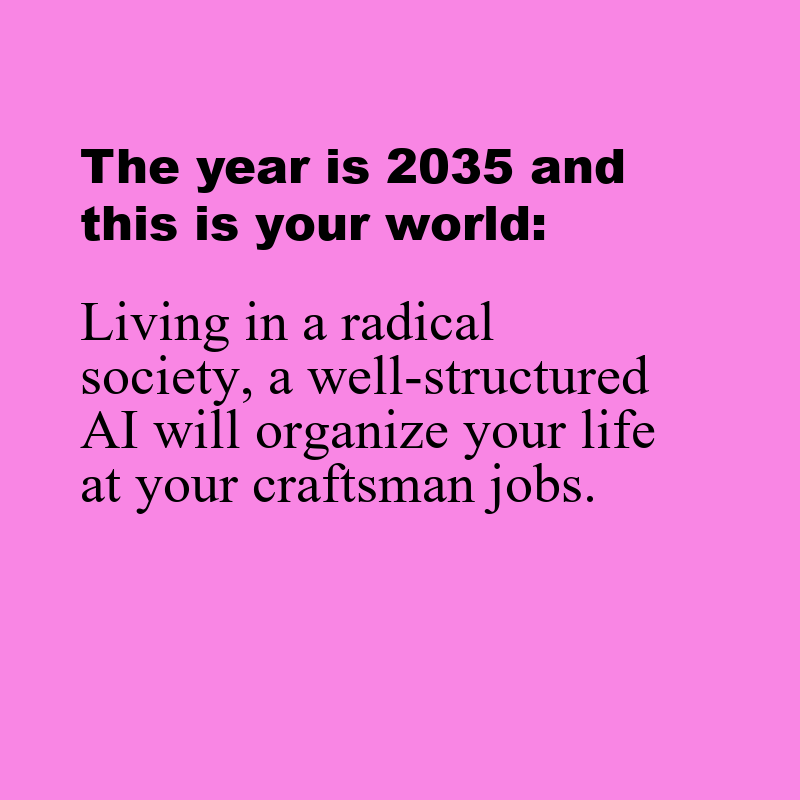 The year is 2035 and
this is your world:
Living in a radical
society, a well-structured
AI will organize your life
at your craftsman jobs.